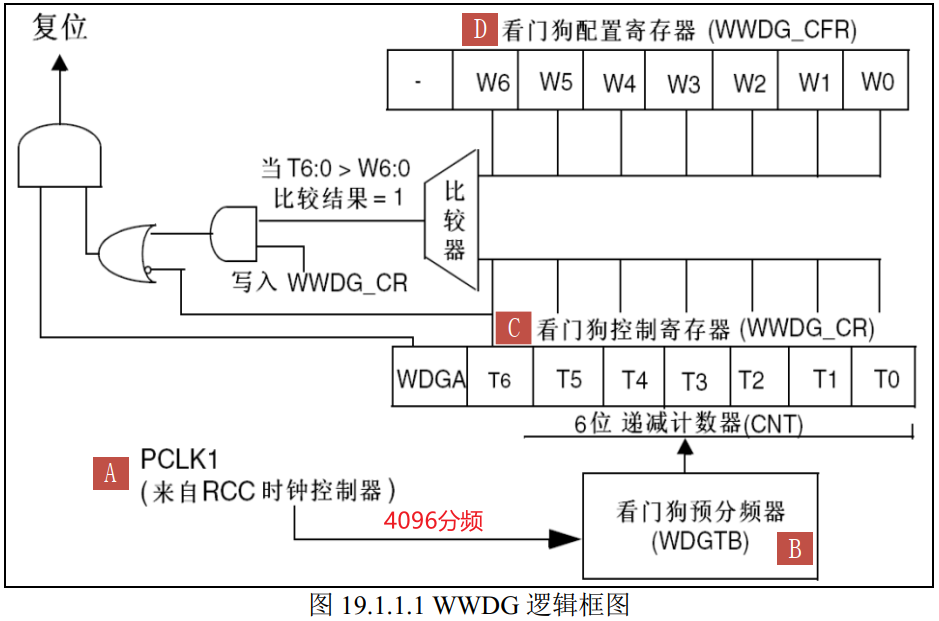 复位
D 看门狗配置寄存器 (WWDG_CFR)
- W6 W5 W4 W3 W2 W1 W0
当 T6:0 > W6:0
比较结果 = 1
比较器
写入 WWDG_CR
C 看门狗控制寄存器 (WWDG_CR)
WDGA T6 T5 T4 T3 T2 T1 T0
6位 递减计数器(CNT)
A PCLK1
(来自RCC 时钟控制器)
4096分频
看门狗预分频器
(WDGTB)
B
图 19.1.1.1 WWDG 逻辑框图